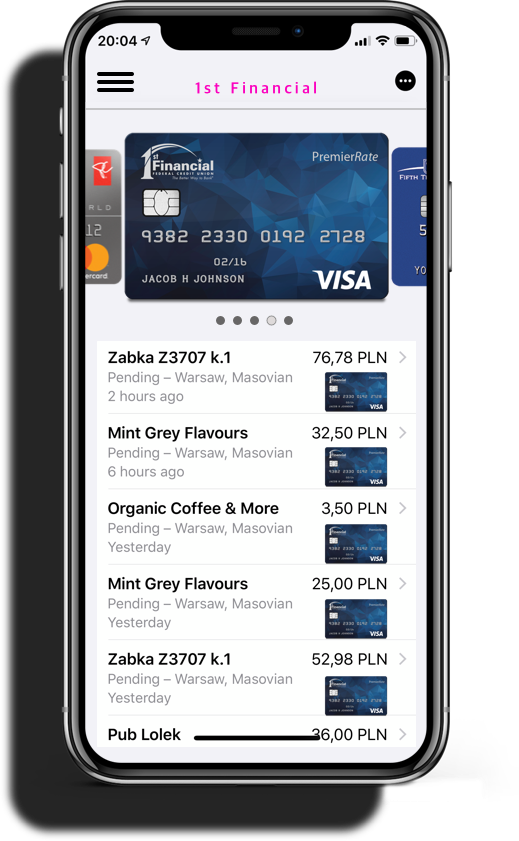 20:04
1st Financial
RLD
12
ercard.
1st Financial
FEDERAL CREDIT UNION
The Better Way to Bank!
PremierRate
9382 2330 0192 2728
02/16
JACOB H JOHNSON
VISA
FIFTH T
5
YO
Zabka Z3707 k.1
76,78 PLN
Pending – Warsaw, Masovian
2 hours ago
Mint Grey Flavours
32,50 PLN
Pending – Warsaw, Masovian
6 hours ago
Organic Coffee & More
3,50 PLN
Pending – Warsaw, Masovian
Yesterday
Mint Grey Flavours
25,00 PLN
Pending – Warsaw, Masovian
Yesterday
Zabka Z3707 k.1
52,98 PLN
Pending – Warsaw, Masovian
Yesterday
Pub Lolek
36,00 PLN